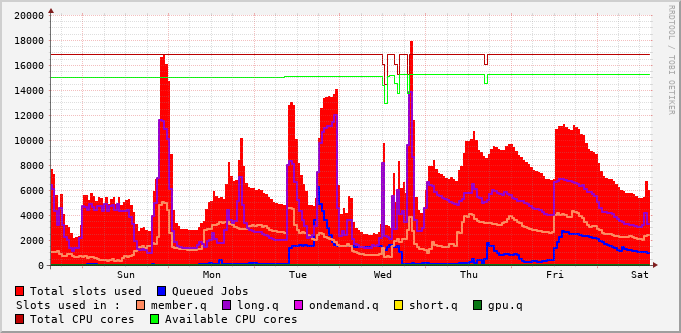 20000
18000
16000
14000
12000
10000
8000
6000
4000
2000
0
Sun Mon Tue Wed Thu Fri Sat
RRDTOOL / TOBI OETIKER
Total slots used Queued Jobs
Slots used in : member.q long.q ondemand.q short.q gpu.q
Total CPU cores Available CPU cores